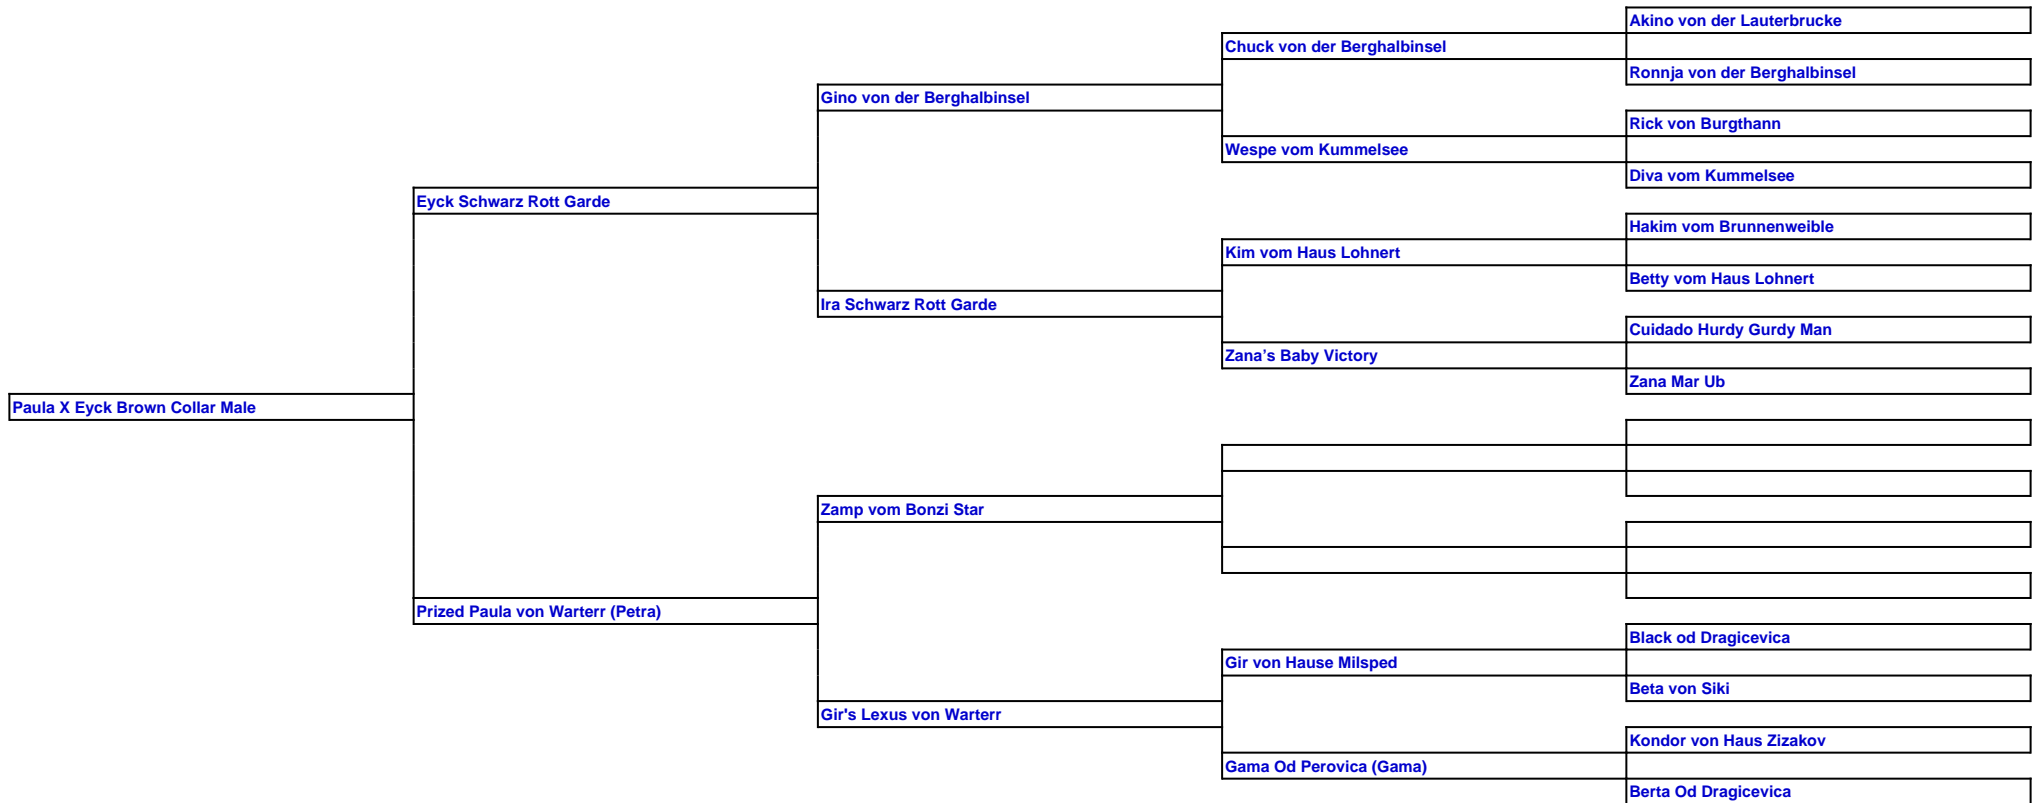 Akino von der Lauterbrucke
Chuck von der Berghalbinsel
Ronnja von der Berghalbinsel
Gino von der Berghalbinsel
Rick von Burgthann
Wespe vom Kummelsee
Diva vom Kummelsee
Eyck Schwarz Rott Garde
Hakim vom Brunnenweible
Kim vom Haus Lohnert
Betty vom Haus Lohnert
Ira Schwarz Rott Garde
Cuidado Hurdy Gurdy Man
Zana’s Baby Victory
Zana Mar Ub
Paula X Eyck Brown Collar Male
Zamp vom Bonzi Star
Prized Paula von Warterr (Petra)
Black od Dragicevica
Gir von Hause Milsped
Beta von Siki
Gir's Lexus von Warterr
Kondor von Haus Zizakov
Gama Od Perovica (Gama)
Berta Od Dragicevica